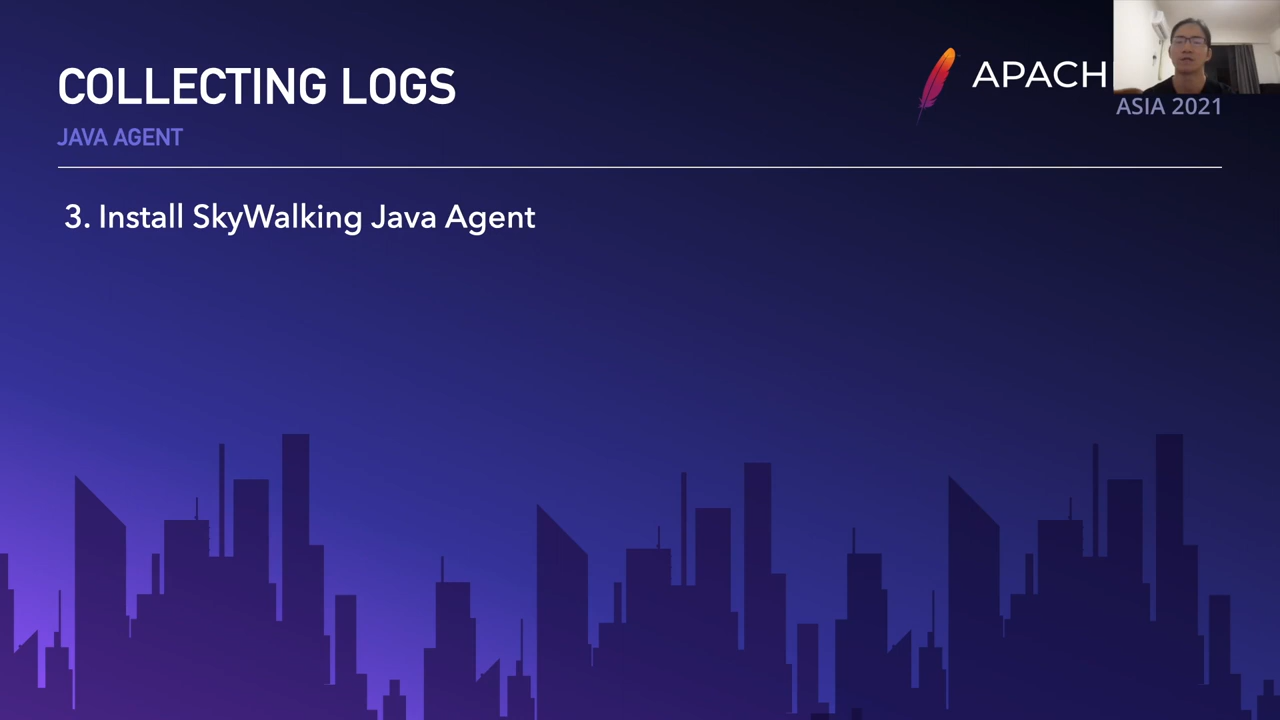 COLLECTING LOGS
JAVA AGENT
APACH
ASIA 2021
3. Install SkyWalking Java Agent